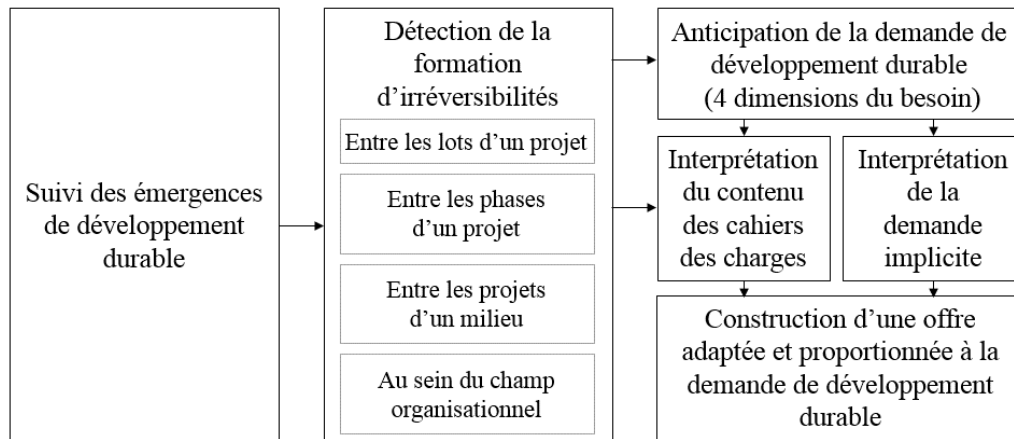 Suivi des émergences
de développement
durable
Détection de la
formation
d’irréversibilités
Entre les lots d’un projet
Entre les phases
d’un projet
Entre les projets
d’un milieu
Au sein du champ
organisationnel
Anticipation de la demande de
développement durable
(4 dimensions du besoin)
Interprétation
du contenu
des cahiers
des charges
Interprétation
de la
demande
implicite
Construction d’une offre
adaptée et proportionnée à la
demande de développement
durable